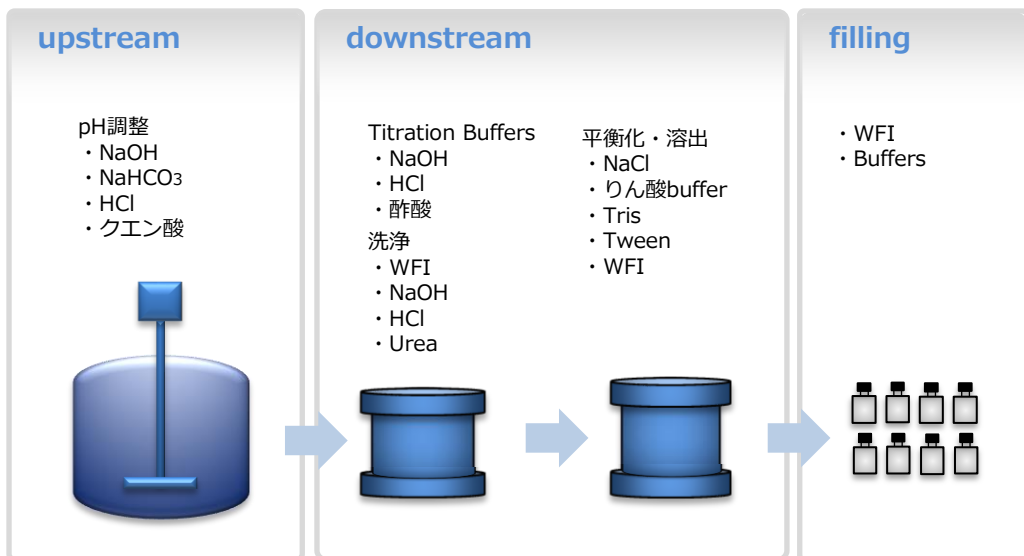 upstream
pH調整
・NaOH
・NaHCO3
・HCl
・クエン酸
downstream
Titration Buffers
・NaOH
・HCl
・酢酸
洗浄
・WFI
・NaOH
・HCl
・Urea
平衡化・溶出
・NaCl
・りん酸buffer
・Tris
・Tween
・WFI
filling
・WFI
・Buffers